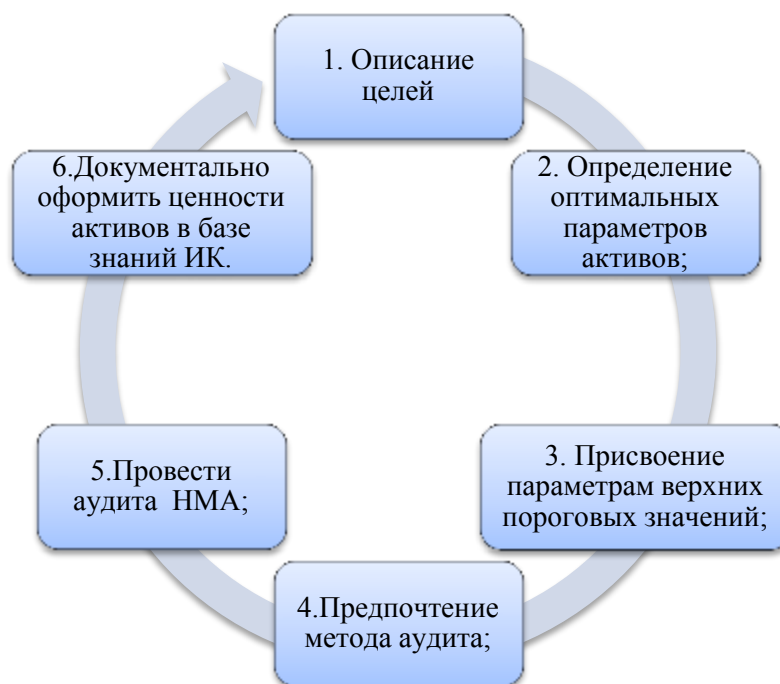 1. Описание
целей
2. Определение
оптимальных
параметров
активов;
3. Присвоение
параметрам верхних
пороговых значений;
4.Предпочтение
метода аудита;
5.Провести
аудита НМА;
6.Документально
оформить ценности
активов в базе
знаний ИК.